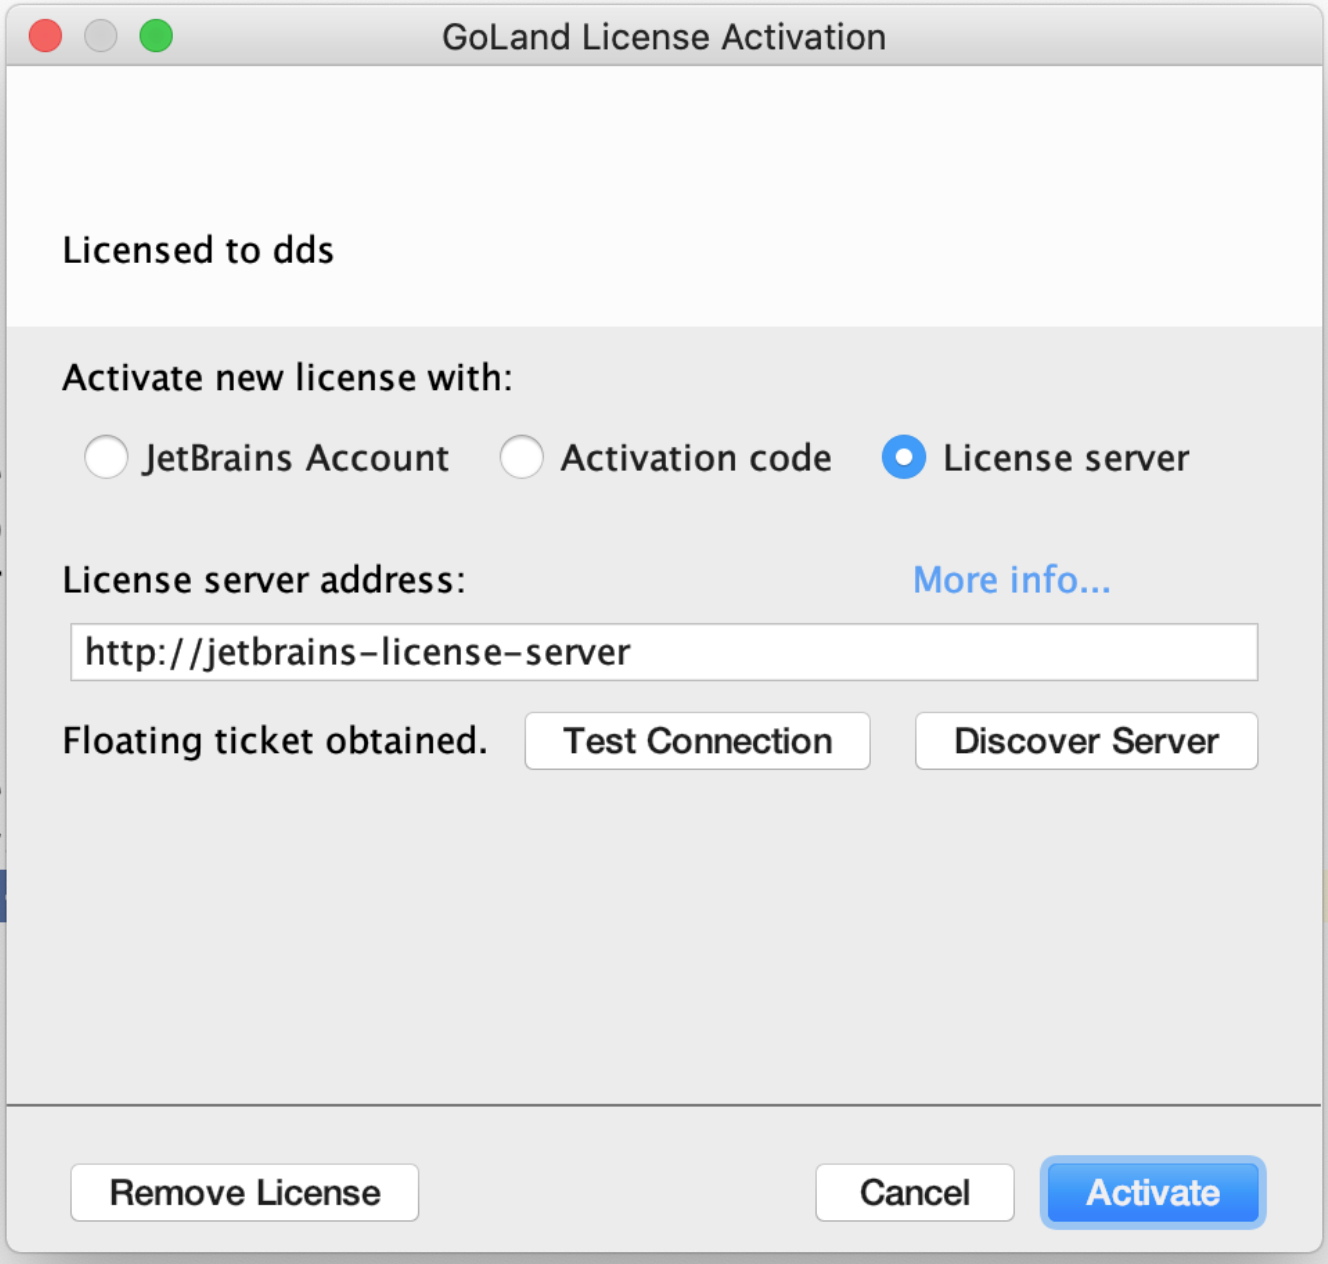 GoLand License Activation
Licensed to dds
Activate new license with:
JetBrains Account Activation code License server
License server address: More info...
http://jetbrains-license-server
Floating ticket obtained. Test Connection Discover Server
Remove License Cancel Activate